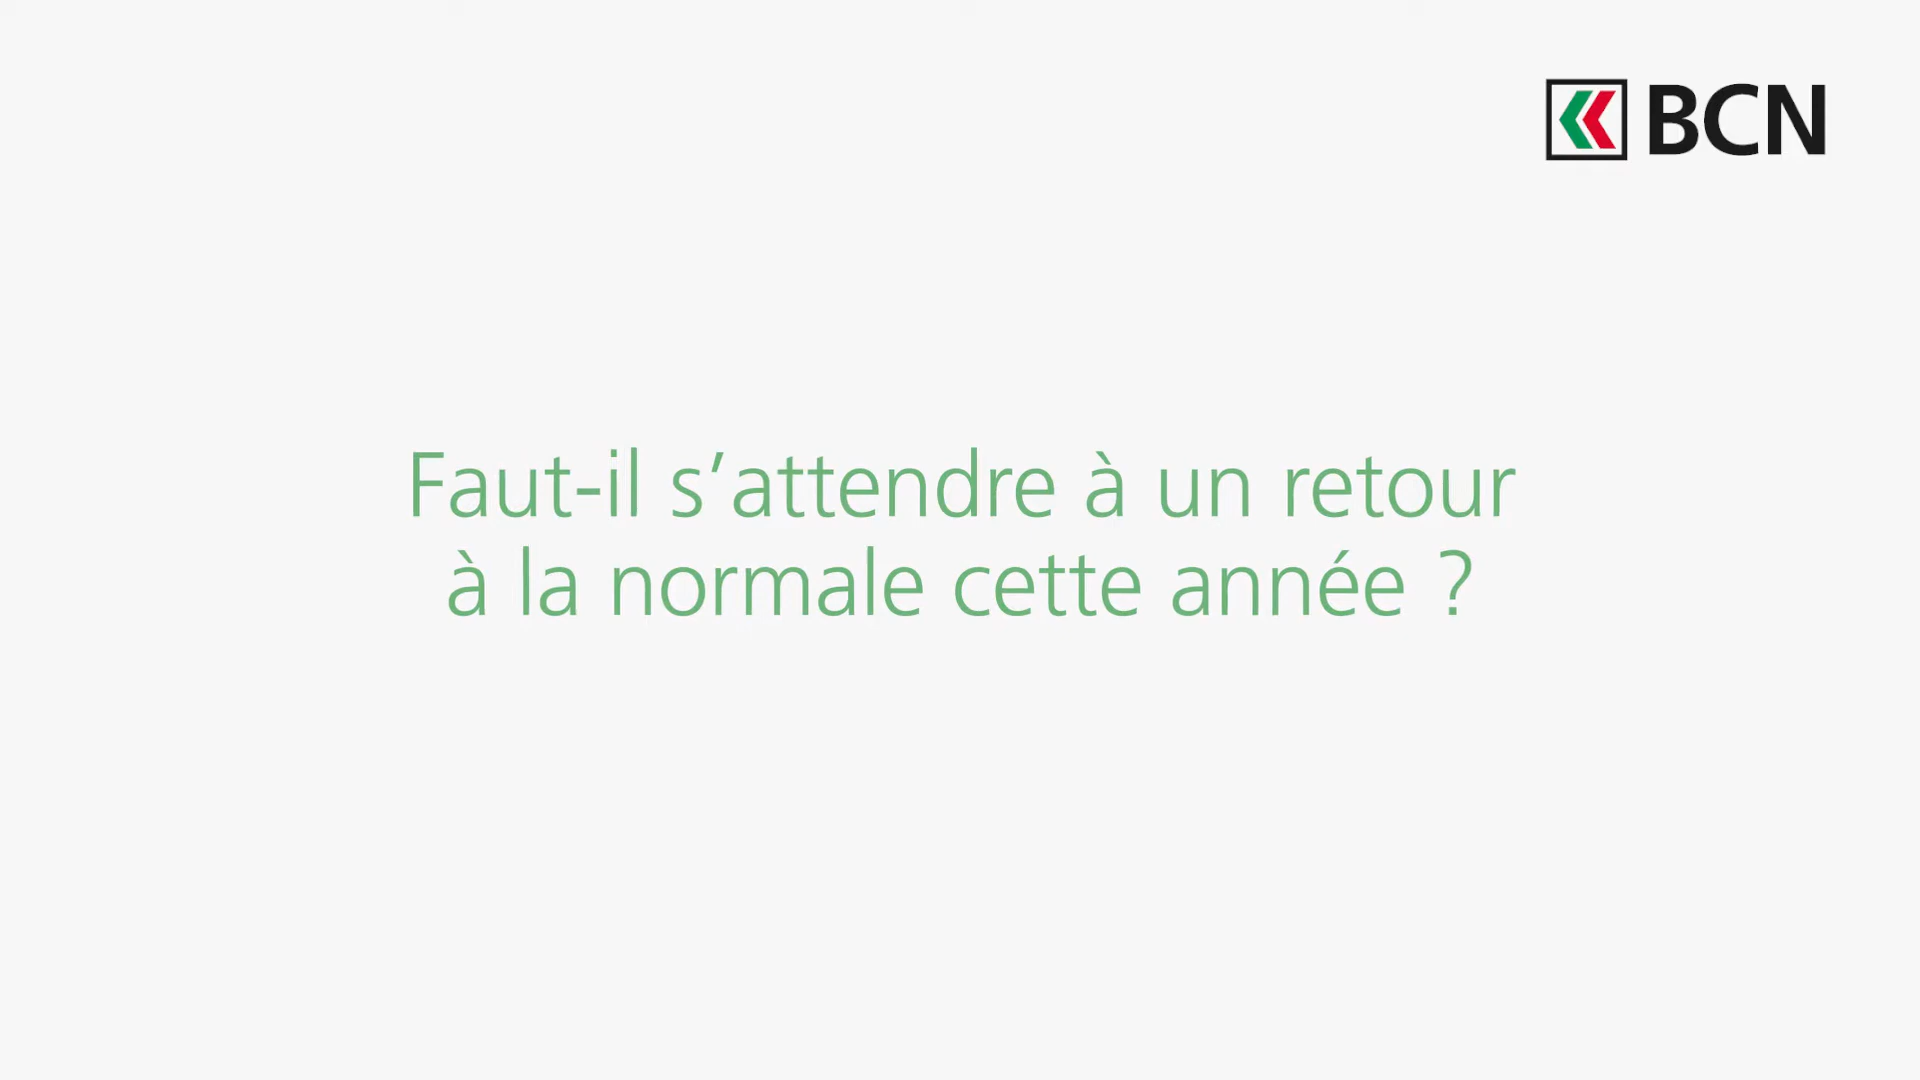 BCN
Faut-il s’attendre à un retour
à la normale cette année ?